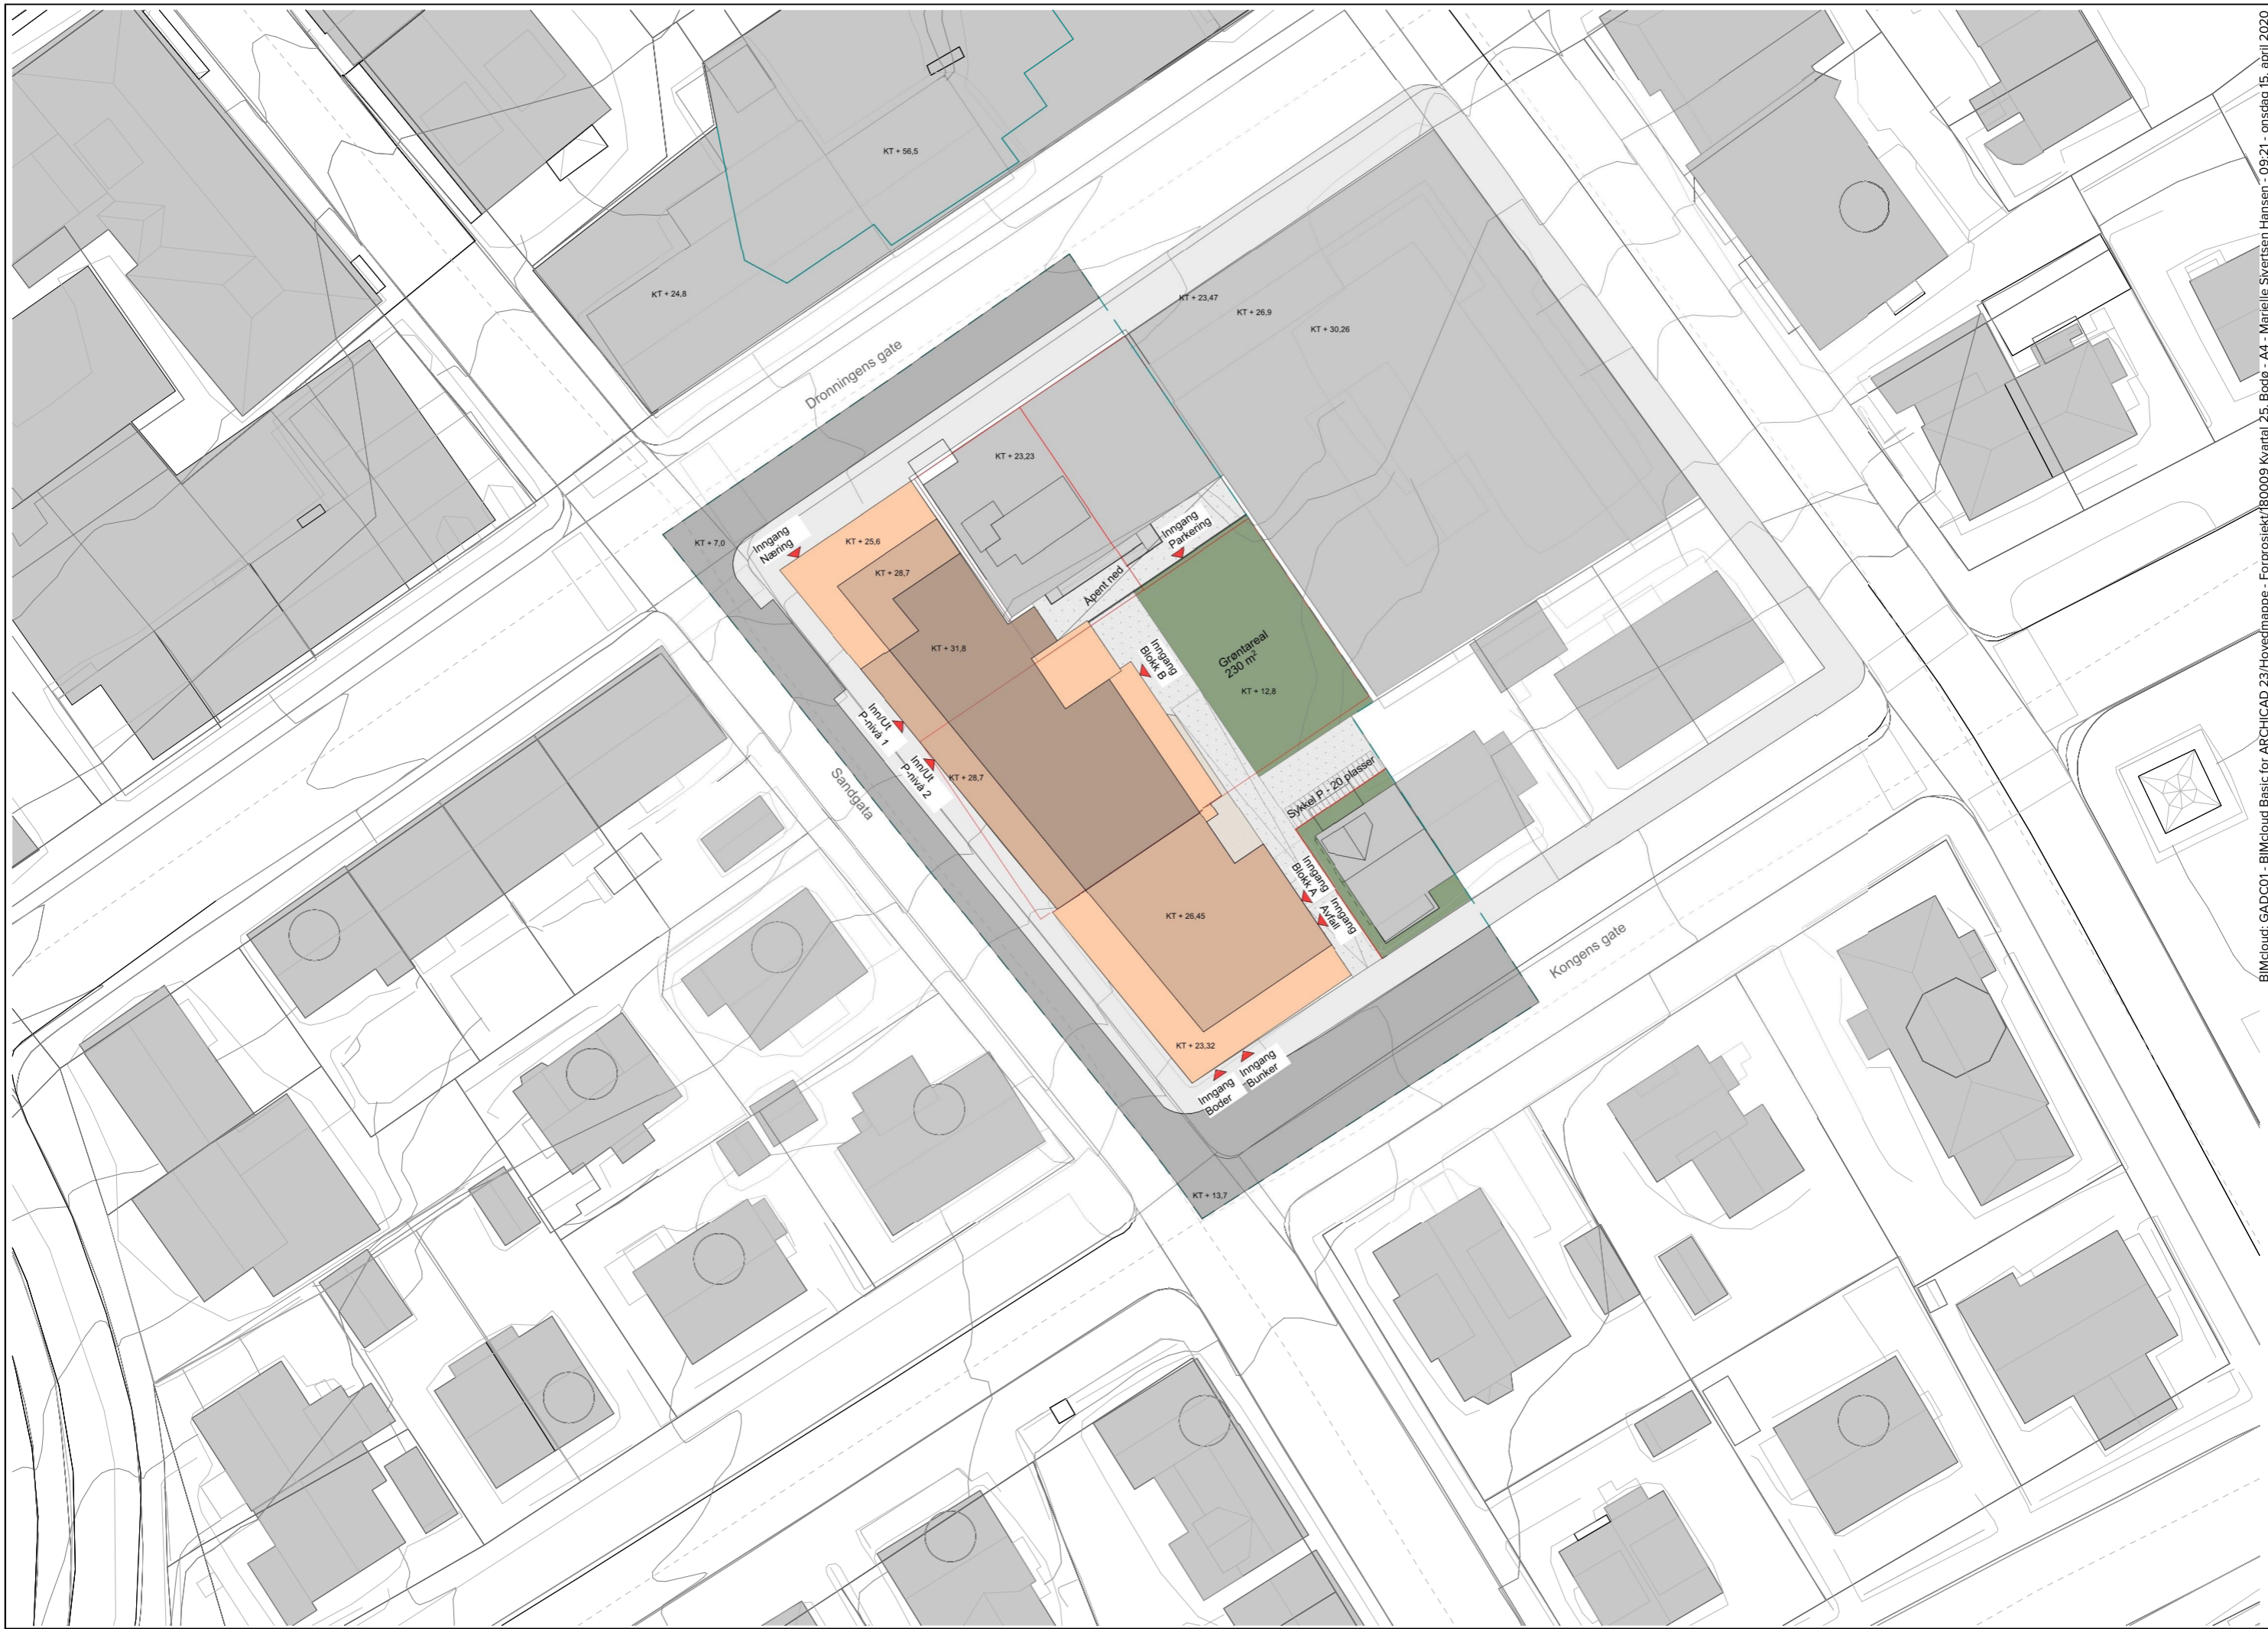 KT + 56,5
KT + 24,8
KT + 23,47
KT + 26,9
KT + 30,26
Dronningens gate
KT + 23,23
KT + 7,0
Inngang
Næring
KT + 25,6
KT + 28,7
Inngang
Parkering
Åpent ned
KT + 31,8
Inngang
Blokk B
Grøntareal
230 m²
KT + 12,8
Inn/Ut
P-nivå 1
Inn/Ut
P-nivå 2
KT + 28,7
Sandgata
Sykkel P - 20 plasser
Inngang
Blokk A
Inngang
Avfall
KT + 26,45
Kongens gate
KT + 23,32
Inngang
Bunker
Inngang
Boder
KT + 13,7
BIMcloud: GADC01 - BIMcloud Basic for ARCHICAD 23/Hovedmappe - Forprosjekt/180009 Kvartal 25, Bodø - A4 - Marielle Sivertsen Hansen - 09:21 - onsdag 15. april 2020